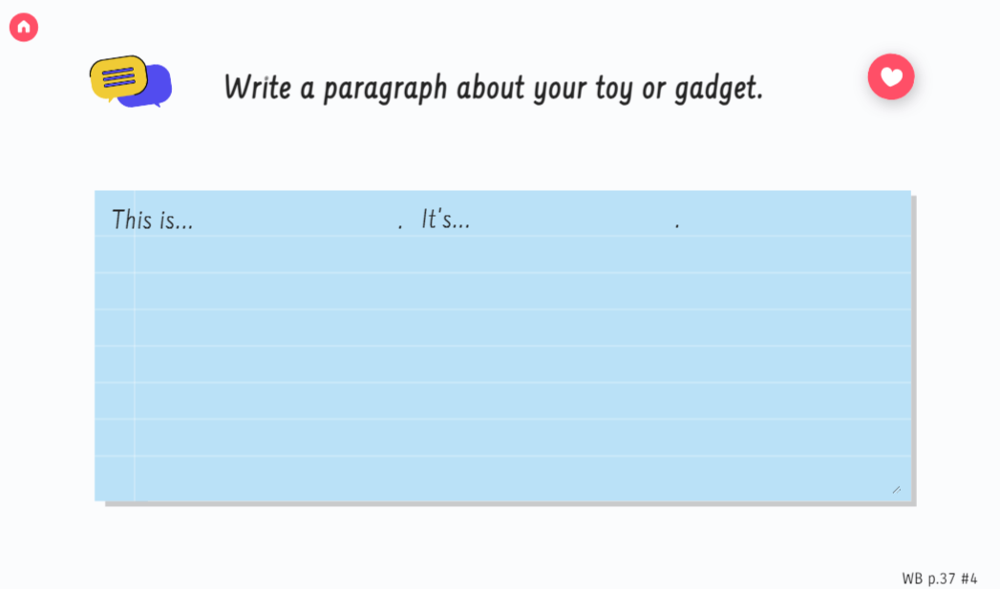 Write a paragraph about your toy or gadget.
This is... . It's... .
WB p.37 #4